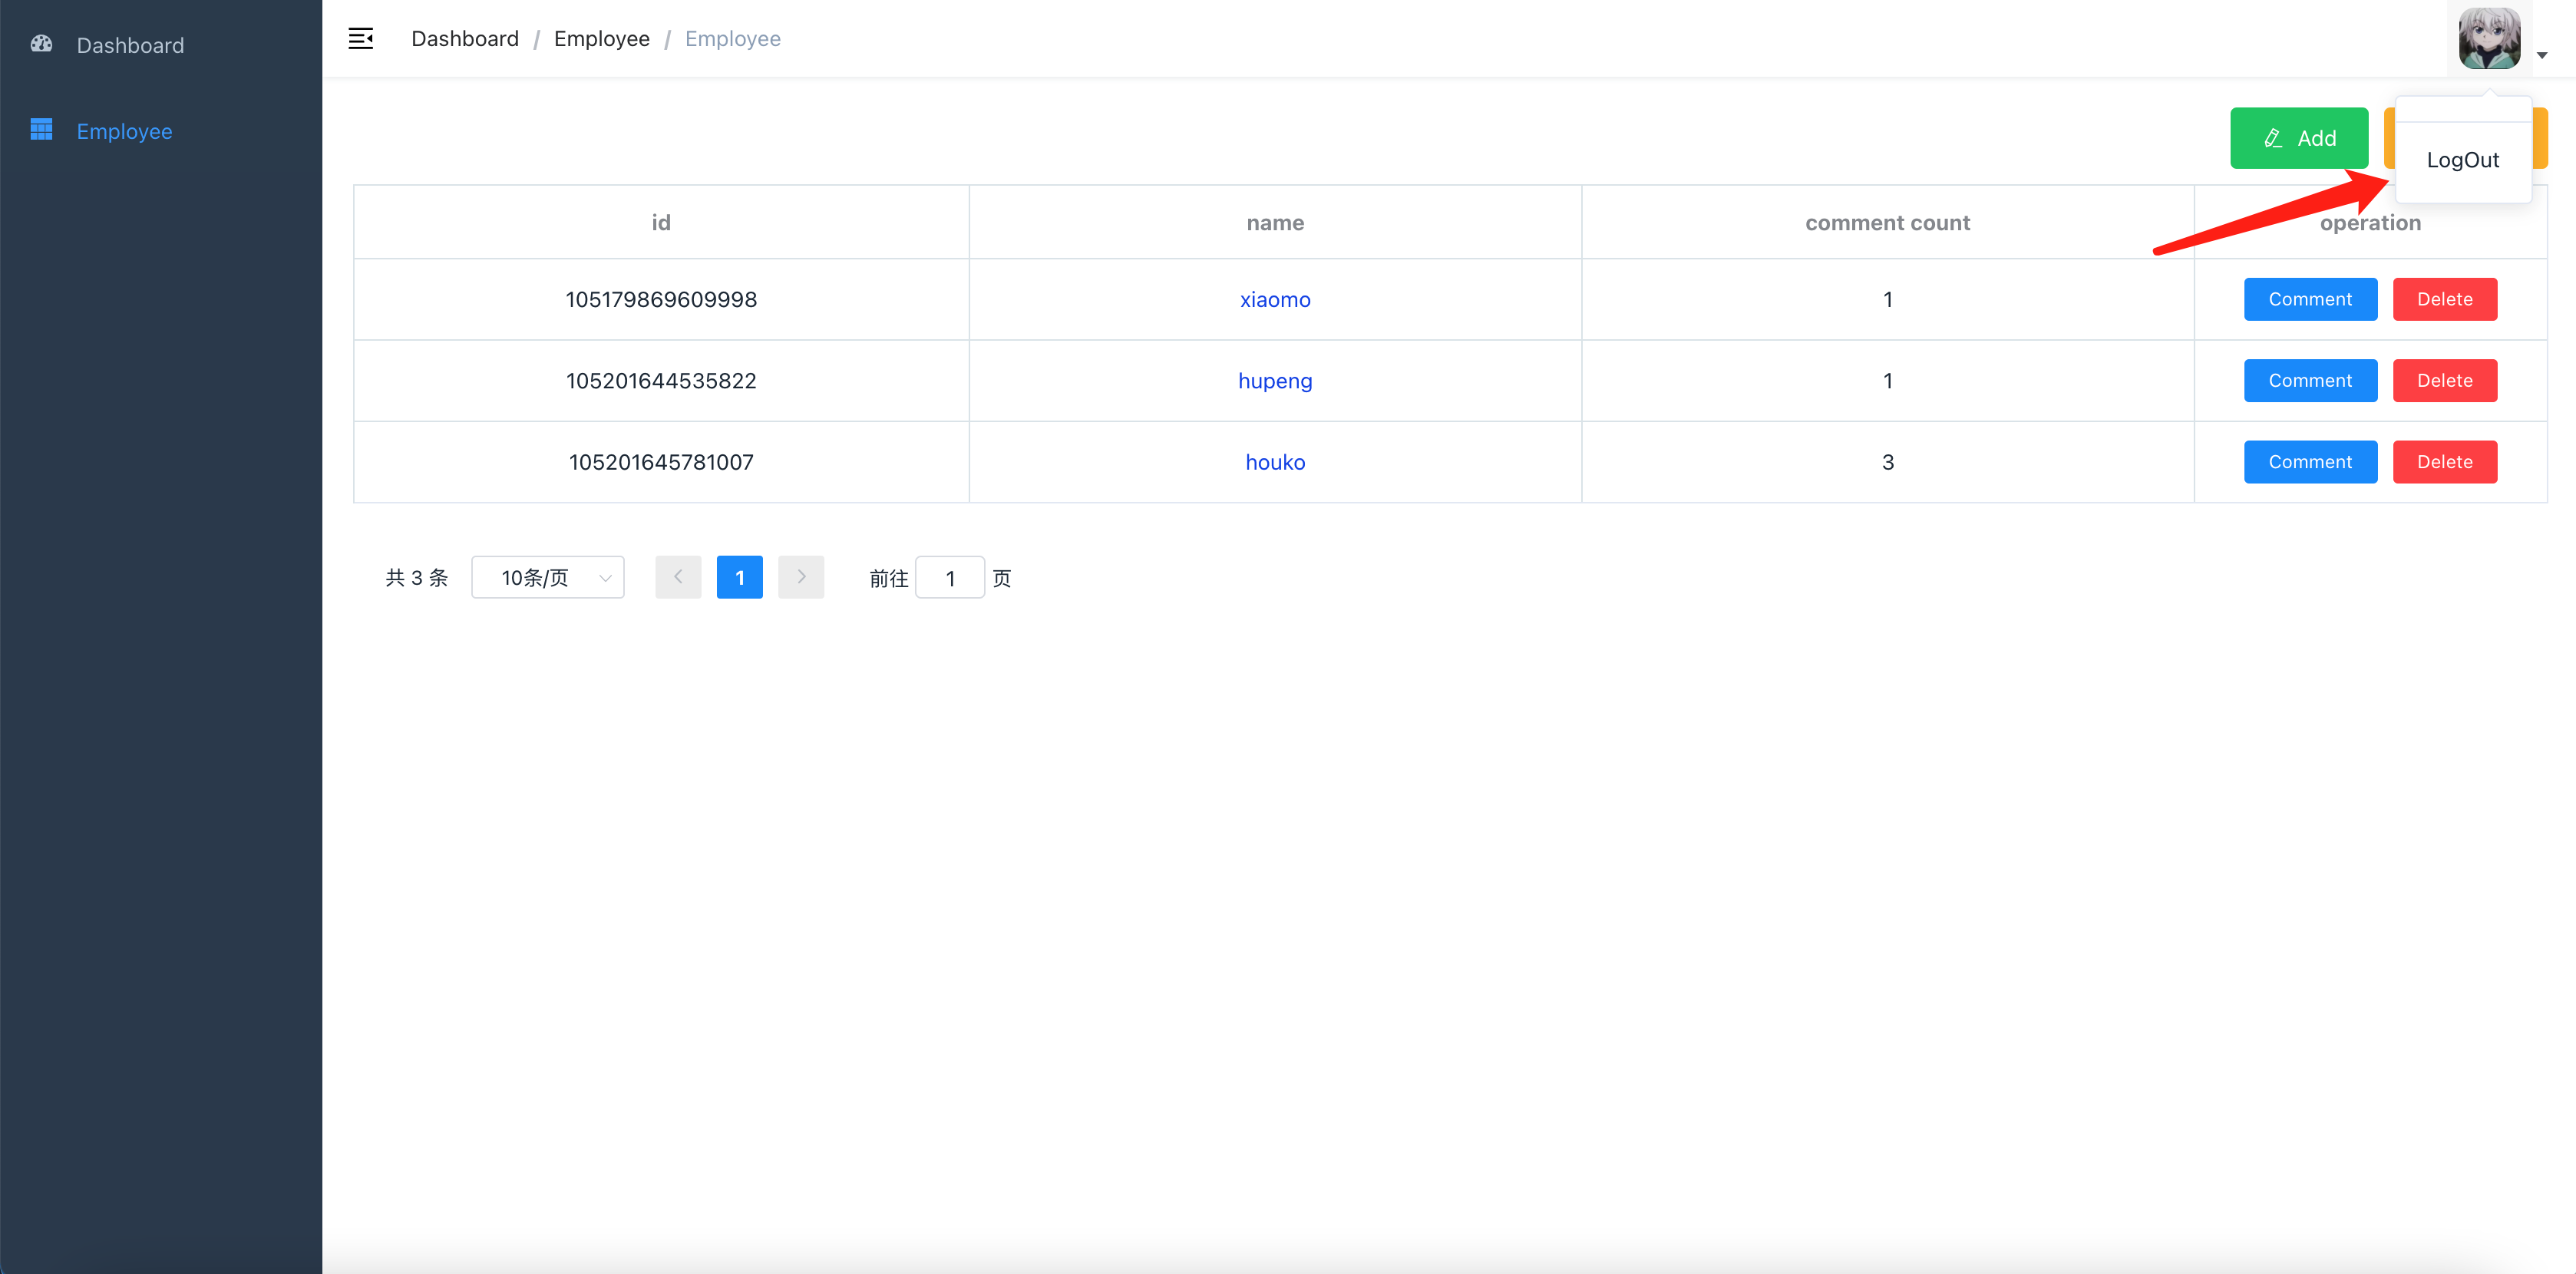 Dashboard
Employee
Dashboard / Employee / Employee
Add
LogOut
id name comment count operation
105179869609998 xiaomo 1 Comment Delete
105201644535822 hupeng 1 Comment Delete
105201645781007 houko 3 Comment Delete
共 3 条 10条/页 1 前往 1 页